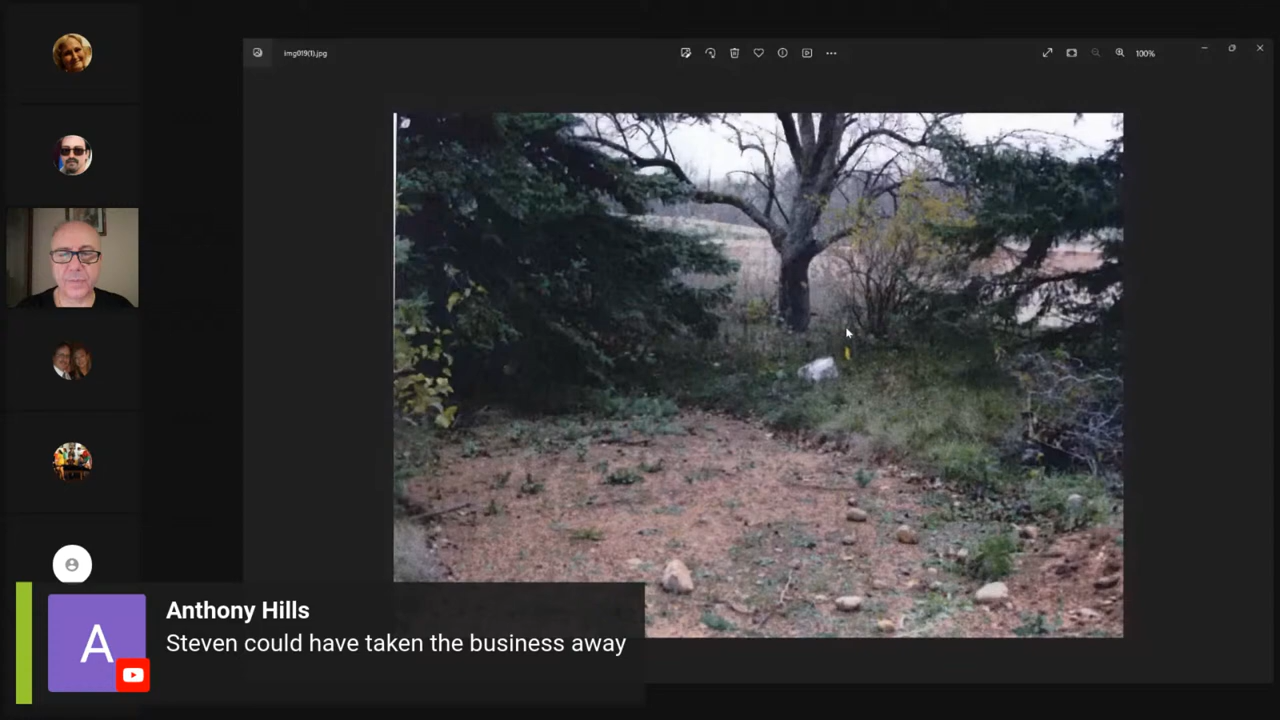 img019(1).jpg
100%
A
Anthony Hills
Steven could have taken the business away